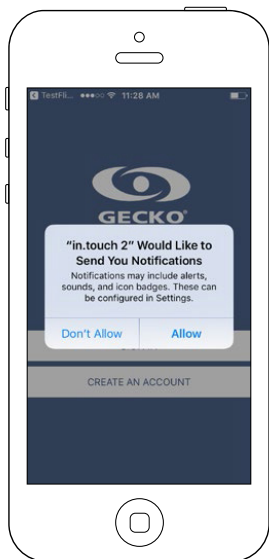 TestFli... 11:28 AM
GECKO®
"in.touch 2" Would Like to
Send You Notifications
Notifications may include alerts,
sounds, and icon badges. These can
be configured in Settings.
Don't Allow Allow
CREATE AN ACCOUNT